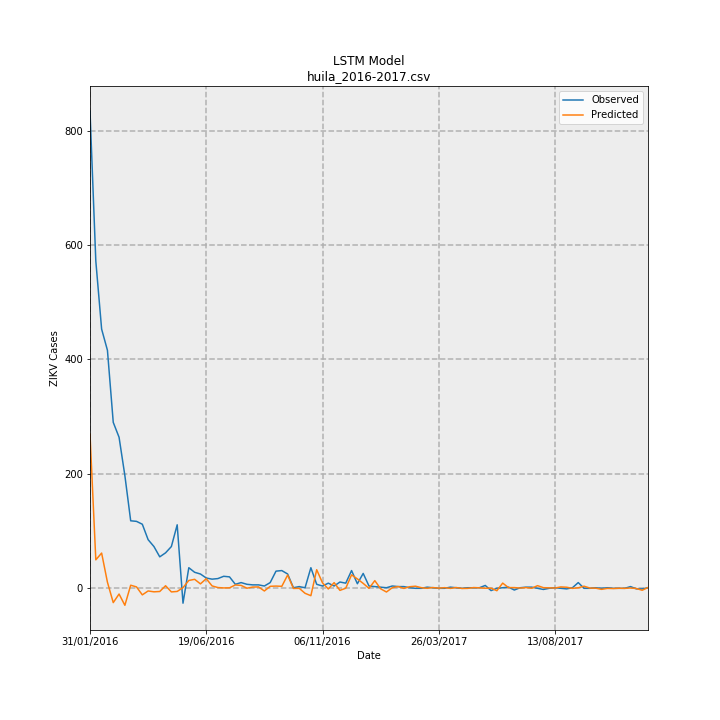 LSTM Model
huila_2016-2017.csv
Observed
Predicted
800
600
400
200
0
ZIKV Cases
31/01/2016
19/06/2016
06/11/2016
26/03/2017
13/08/2017
Date